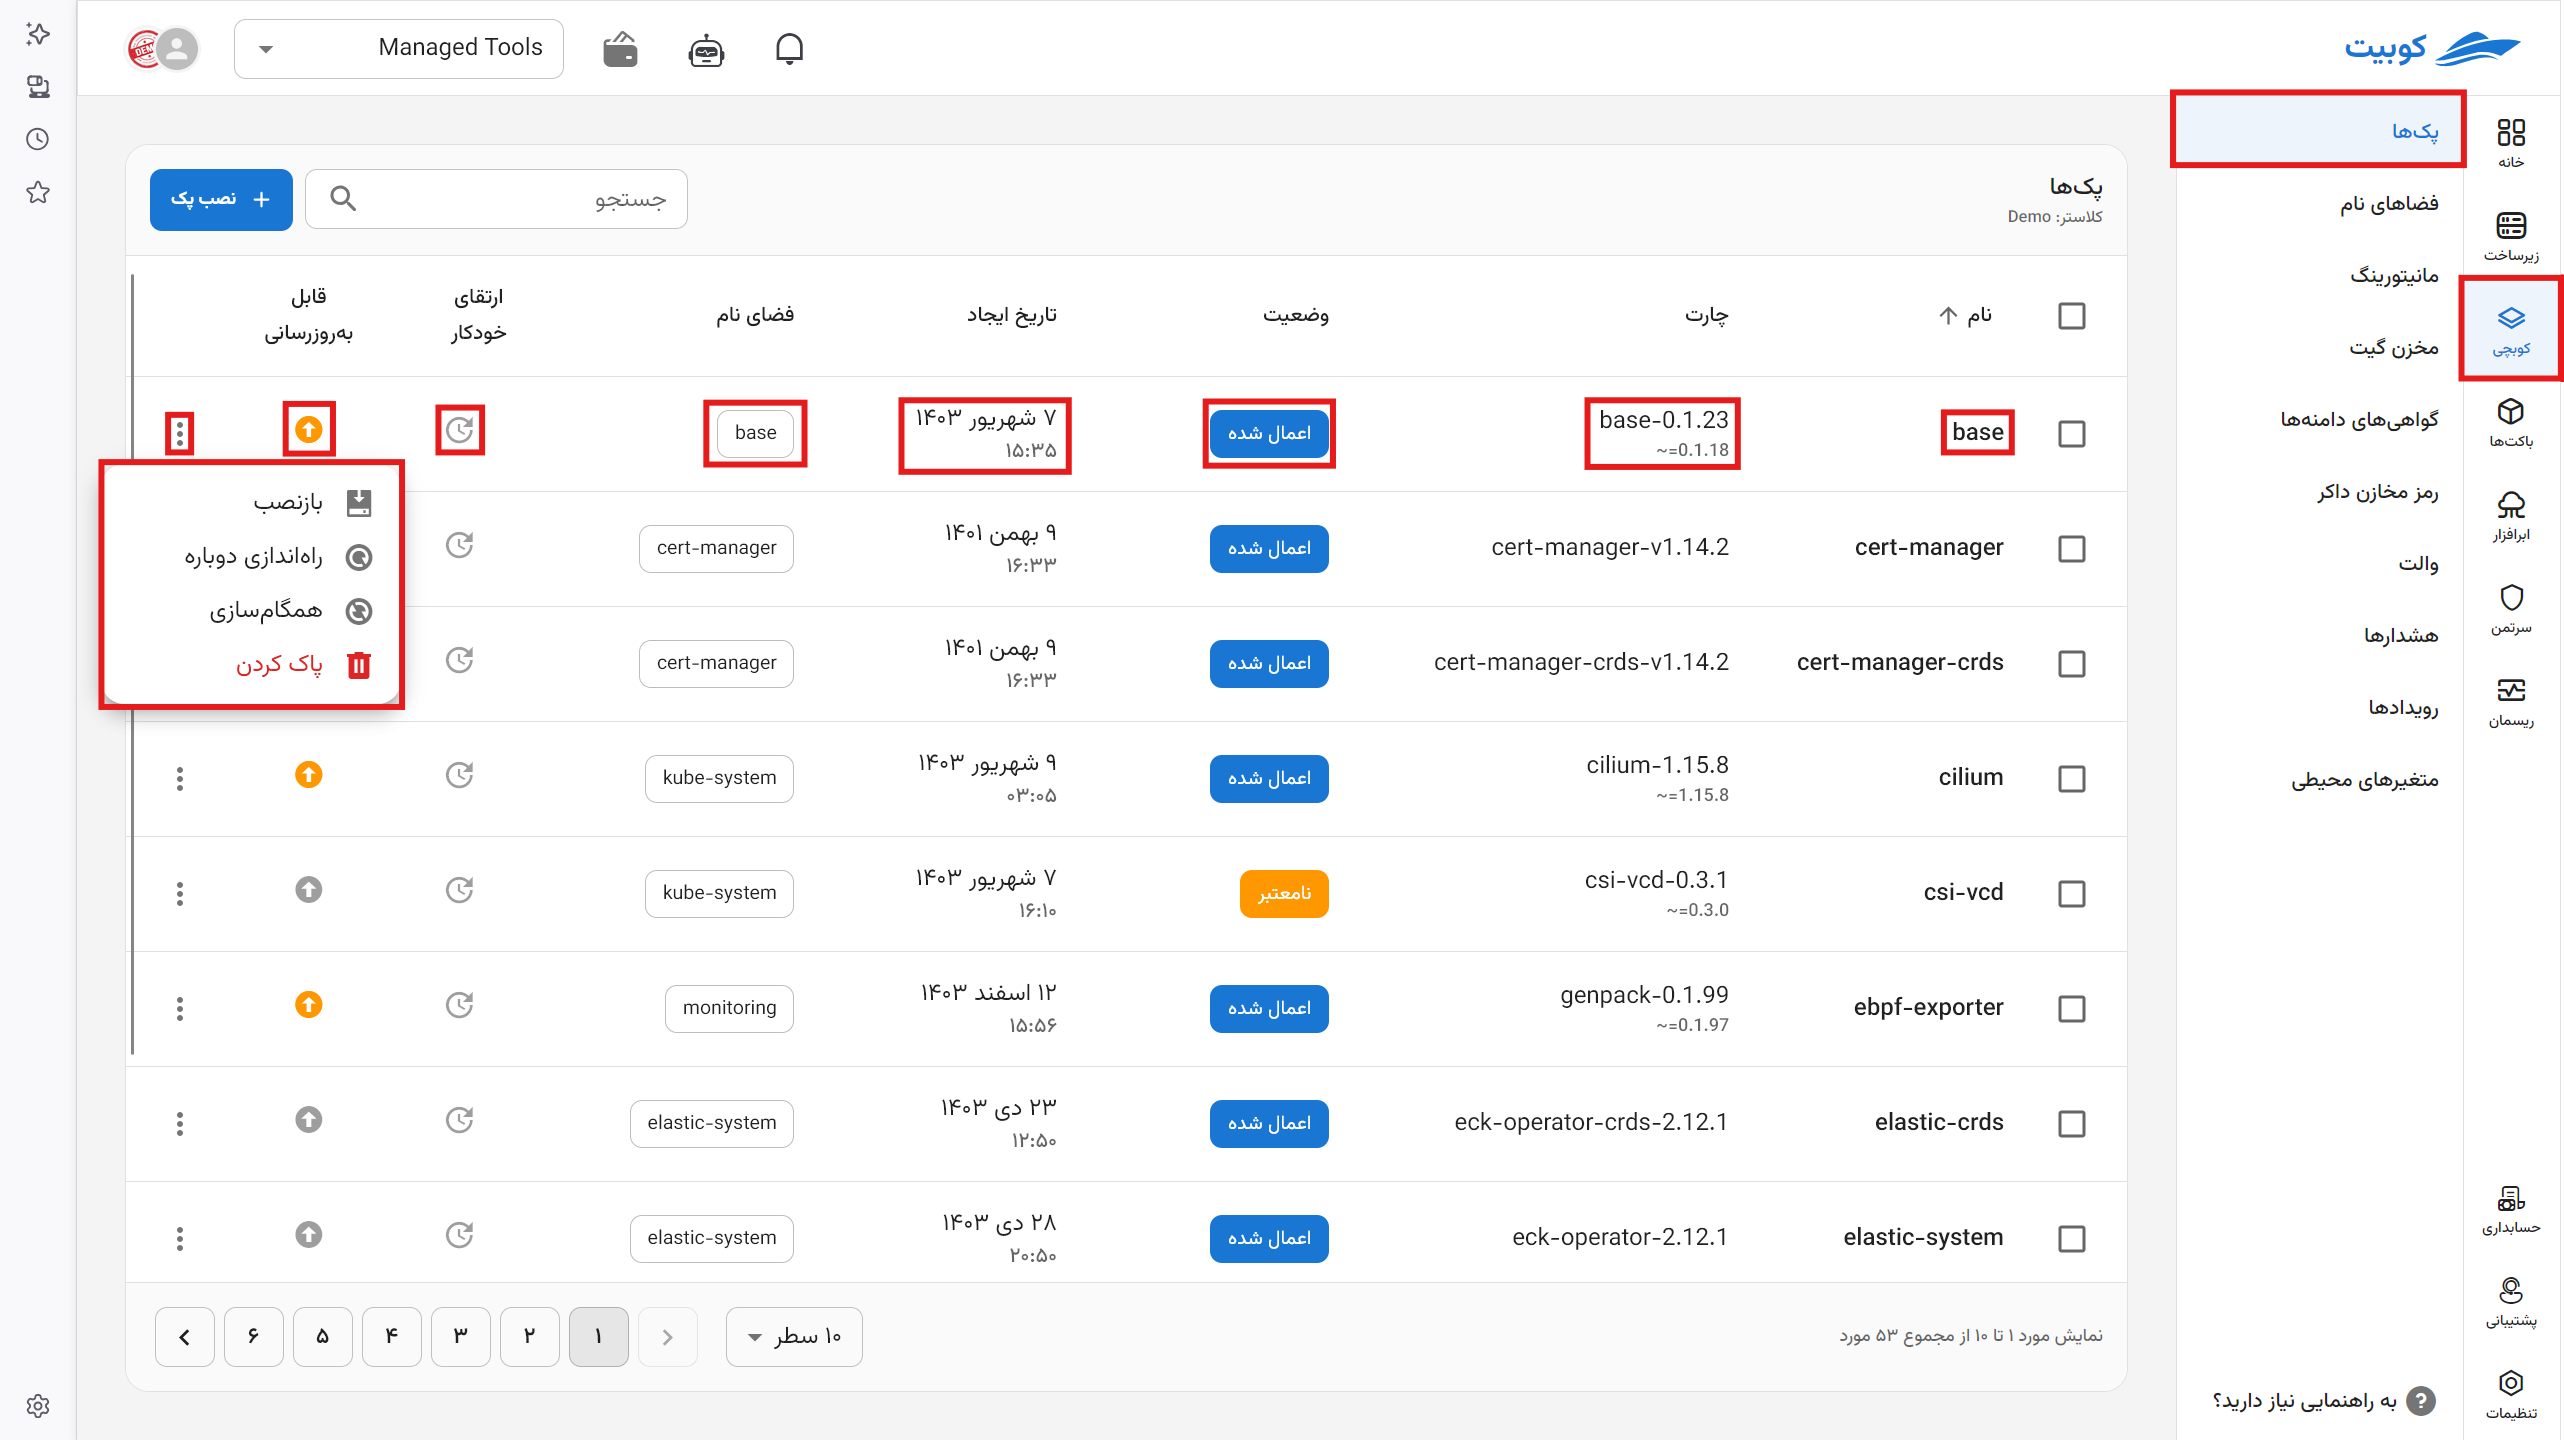 کوبیت
Managed Tools
خانه
زیرساخت
کوبچی
باکت‌ها
ابرافزار
سرتمن
ریسمان
حسابداری
پشتیبانی
تنظیمات
پک‌ها
فضاهای نام
مانیتورینگ
مخزن گیت
گواهی‌های دامنه‌ها
رمز مخازن داکر
والت
هشدارها
رویدادها
متغیرهای محیطی
به راهنمایی نیاز دارید؟
پک‌ها
کلاستر: Demo
جستجو
نصب پک
نام
چارت
وضعیت
تاریخ ایجاد
فضای نام
ارتقای
خودکار
قابل
به‌روزرسانی
base
base-0.1.23
~=0.1.18
اعمال شده
۷ شهریور ۱۴۰۳
۱۵:۳۵
base
بازنصب
راه‌اندازی دوباره
همگام‌سازی
پاک کردن
cert-manager
cert-manager-v1.14.2
اعمال شده
۹ بهمن ۱۴۰۱
۱۶:۳۳
cert-manager
cert-manager-crds
cert-manager-crds-v1.14.2
اعمال شده
۹ بهمن ۱۴۰۱
۱۶:۳۳
cert-manager
cilium
cilium-1.15.8
~=1.15.8
اعمال شده
۹ شهریور ۱۴۰۳
۰۳:۰۵
kube-system
csi-vcd
csi-vcd-0.3.1
~=0.3.0
نامعتبر
۷ شهریور ۱۴۰۳
۱۶:۱۰
kube-system
ebpf-exporter
genpack-0.1.99
~=0.1.97
اعمال شده
۱۲ اسفند ۱۴۰۳
۱۵:۵۶
monitoring
elastic-crds
eck-operator-crds-2.12.1
اعمال شده
۲۳ دی ۱۴۰۳
۱۲:۵۰
elastic-system
elastic-system
eck-operator-2.12.1
اعمال شده
۲۸ دی ۱۴۰۳
۲۰:۵۰
elastic-system
نمایش مورد ۱ تا ۱۰ از مجموع ۵۳ مورد
۱۰ سطر
۱
۲
۳
۴
۵
۶